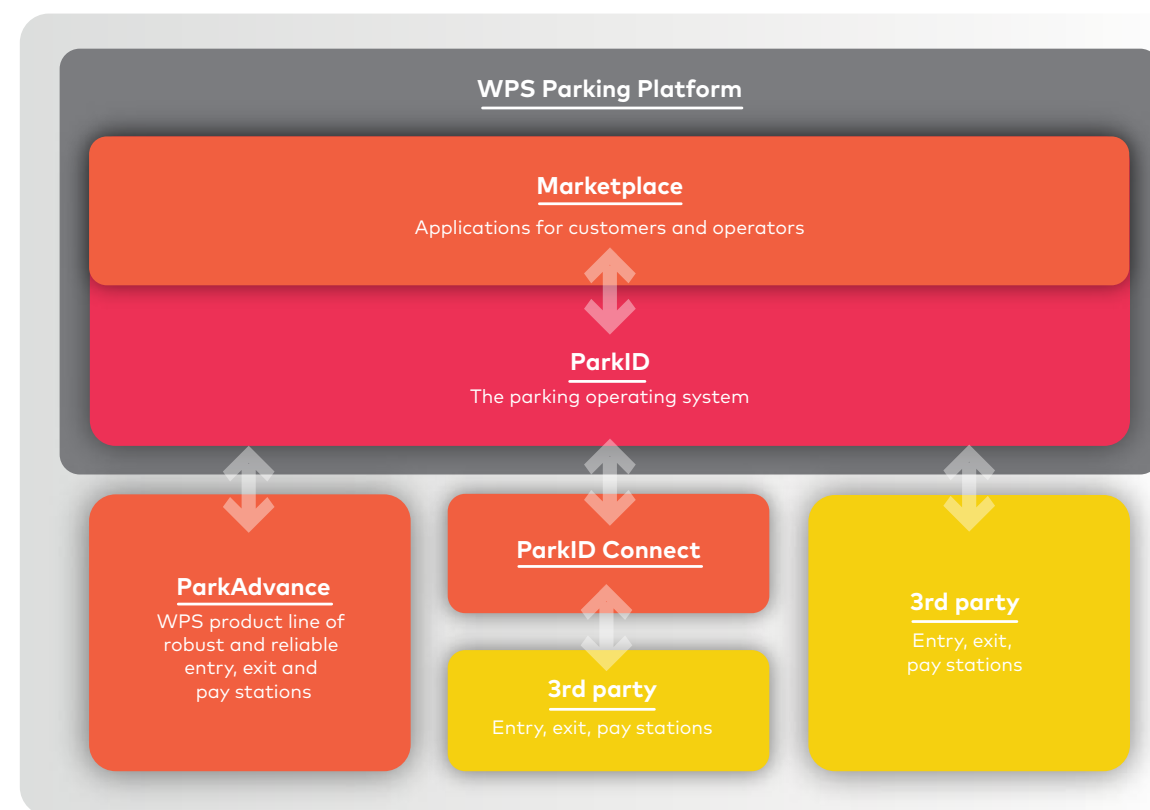 WPS Parking Platform
Marketplace
Applications for customers and operators
ParkID
The parking operating system
ParkAdvance
WPS product line of
robust and reliable
entry, exit and
pay stations
ParkID Connect
3rd party
Entry, exit, pay stations
3rd party
Entry, exit,
pay stations